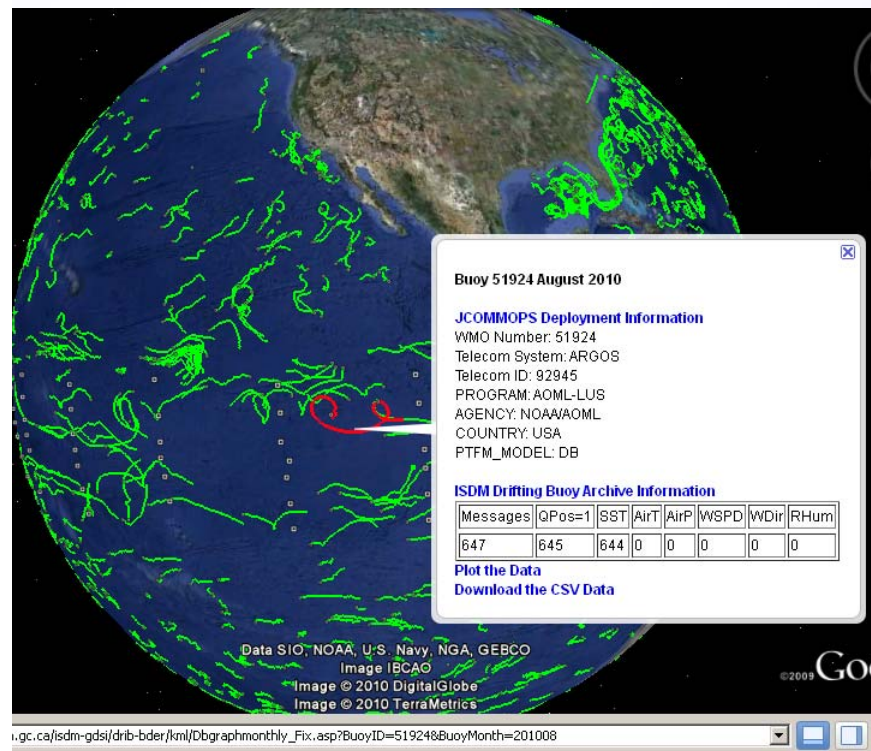 Buoy 51924 August 2010
JCOMMOPS Deployment Information
WMO Number: 51924
Telecom System: ARGOS
Telecom ID: 92945
PROGRAM: AOML-LUS
AGENCY: NOAA/AOML
COUNTRY: USA
PTFM_MODEL: DB
ISDM Drifting Buoy Archive Information
Messages QPos=1 SST AirT AirP WSPD WDir RHum
647 645 644 0 0 0 0 0
Plot the Data
Download the CSV Data
Data SIO, NOAA, U.S. Navy, NGA, GEBCO
Image IBCAO
Image © 2010 DigitalGlobe
Image © 2010 TerraMetrics
©2009 Goo
.gc.ca/isdm-gdsi/drib-bder/kml/Dbgraphmonthly_Fix.asp?BuoyID=51924&BuoyMonth=201008